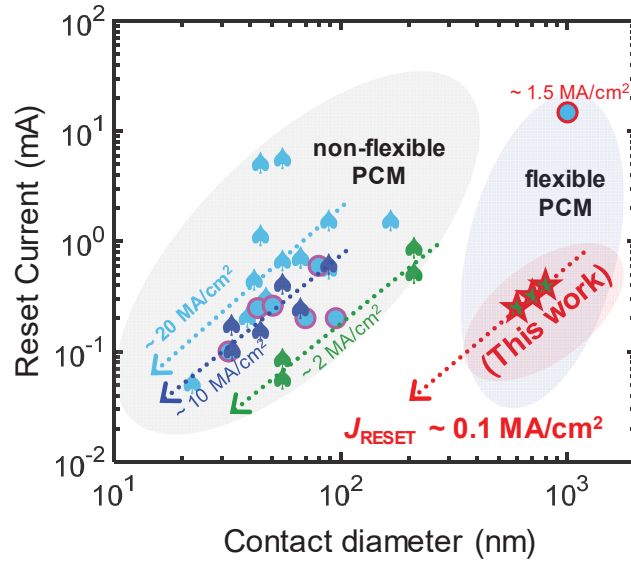 10²
~ 1.5 MA/cm²
non-flexible
PCM
10¹
flexible
PCM
Reset Current (mA)
10⁰
~ 20 MA/cm²
(This work)
10⁻¹
~ 10 MA/cm²
~ 2 MA/cm²
J_RESET ~ 0.1 MA/cm²
10⁻²
10¹ 10² 10³
Contact diameter (nm)